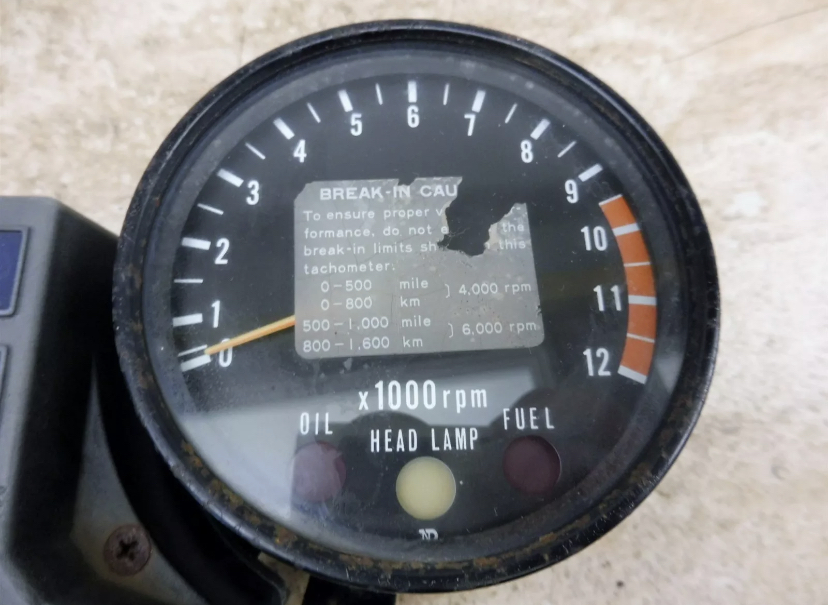 6
5 7
4 8
3 9
BREAK-IN CAU
To ensure proper
formance, do not the
break-in limits this
tachometer.
0-500 mile } 4,000 rpm
0-800 km
500-1,000 mile } 6,000 rpm
800-1,600 km
2 10
1 11
0 12
x1000rpm
OIL FUEL
HEAD LAMP
ND